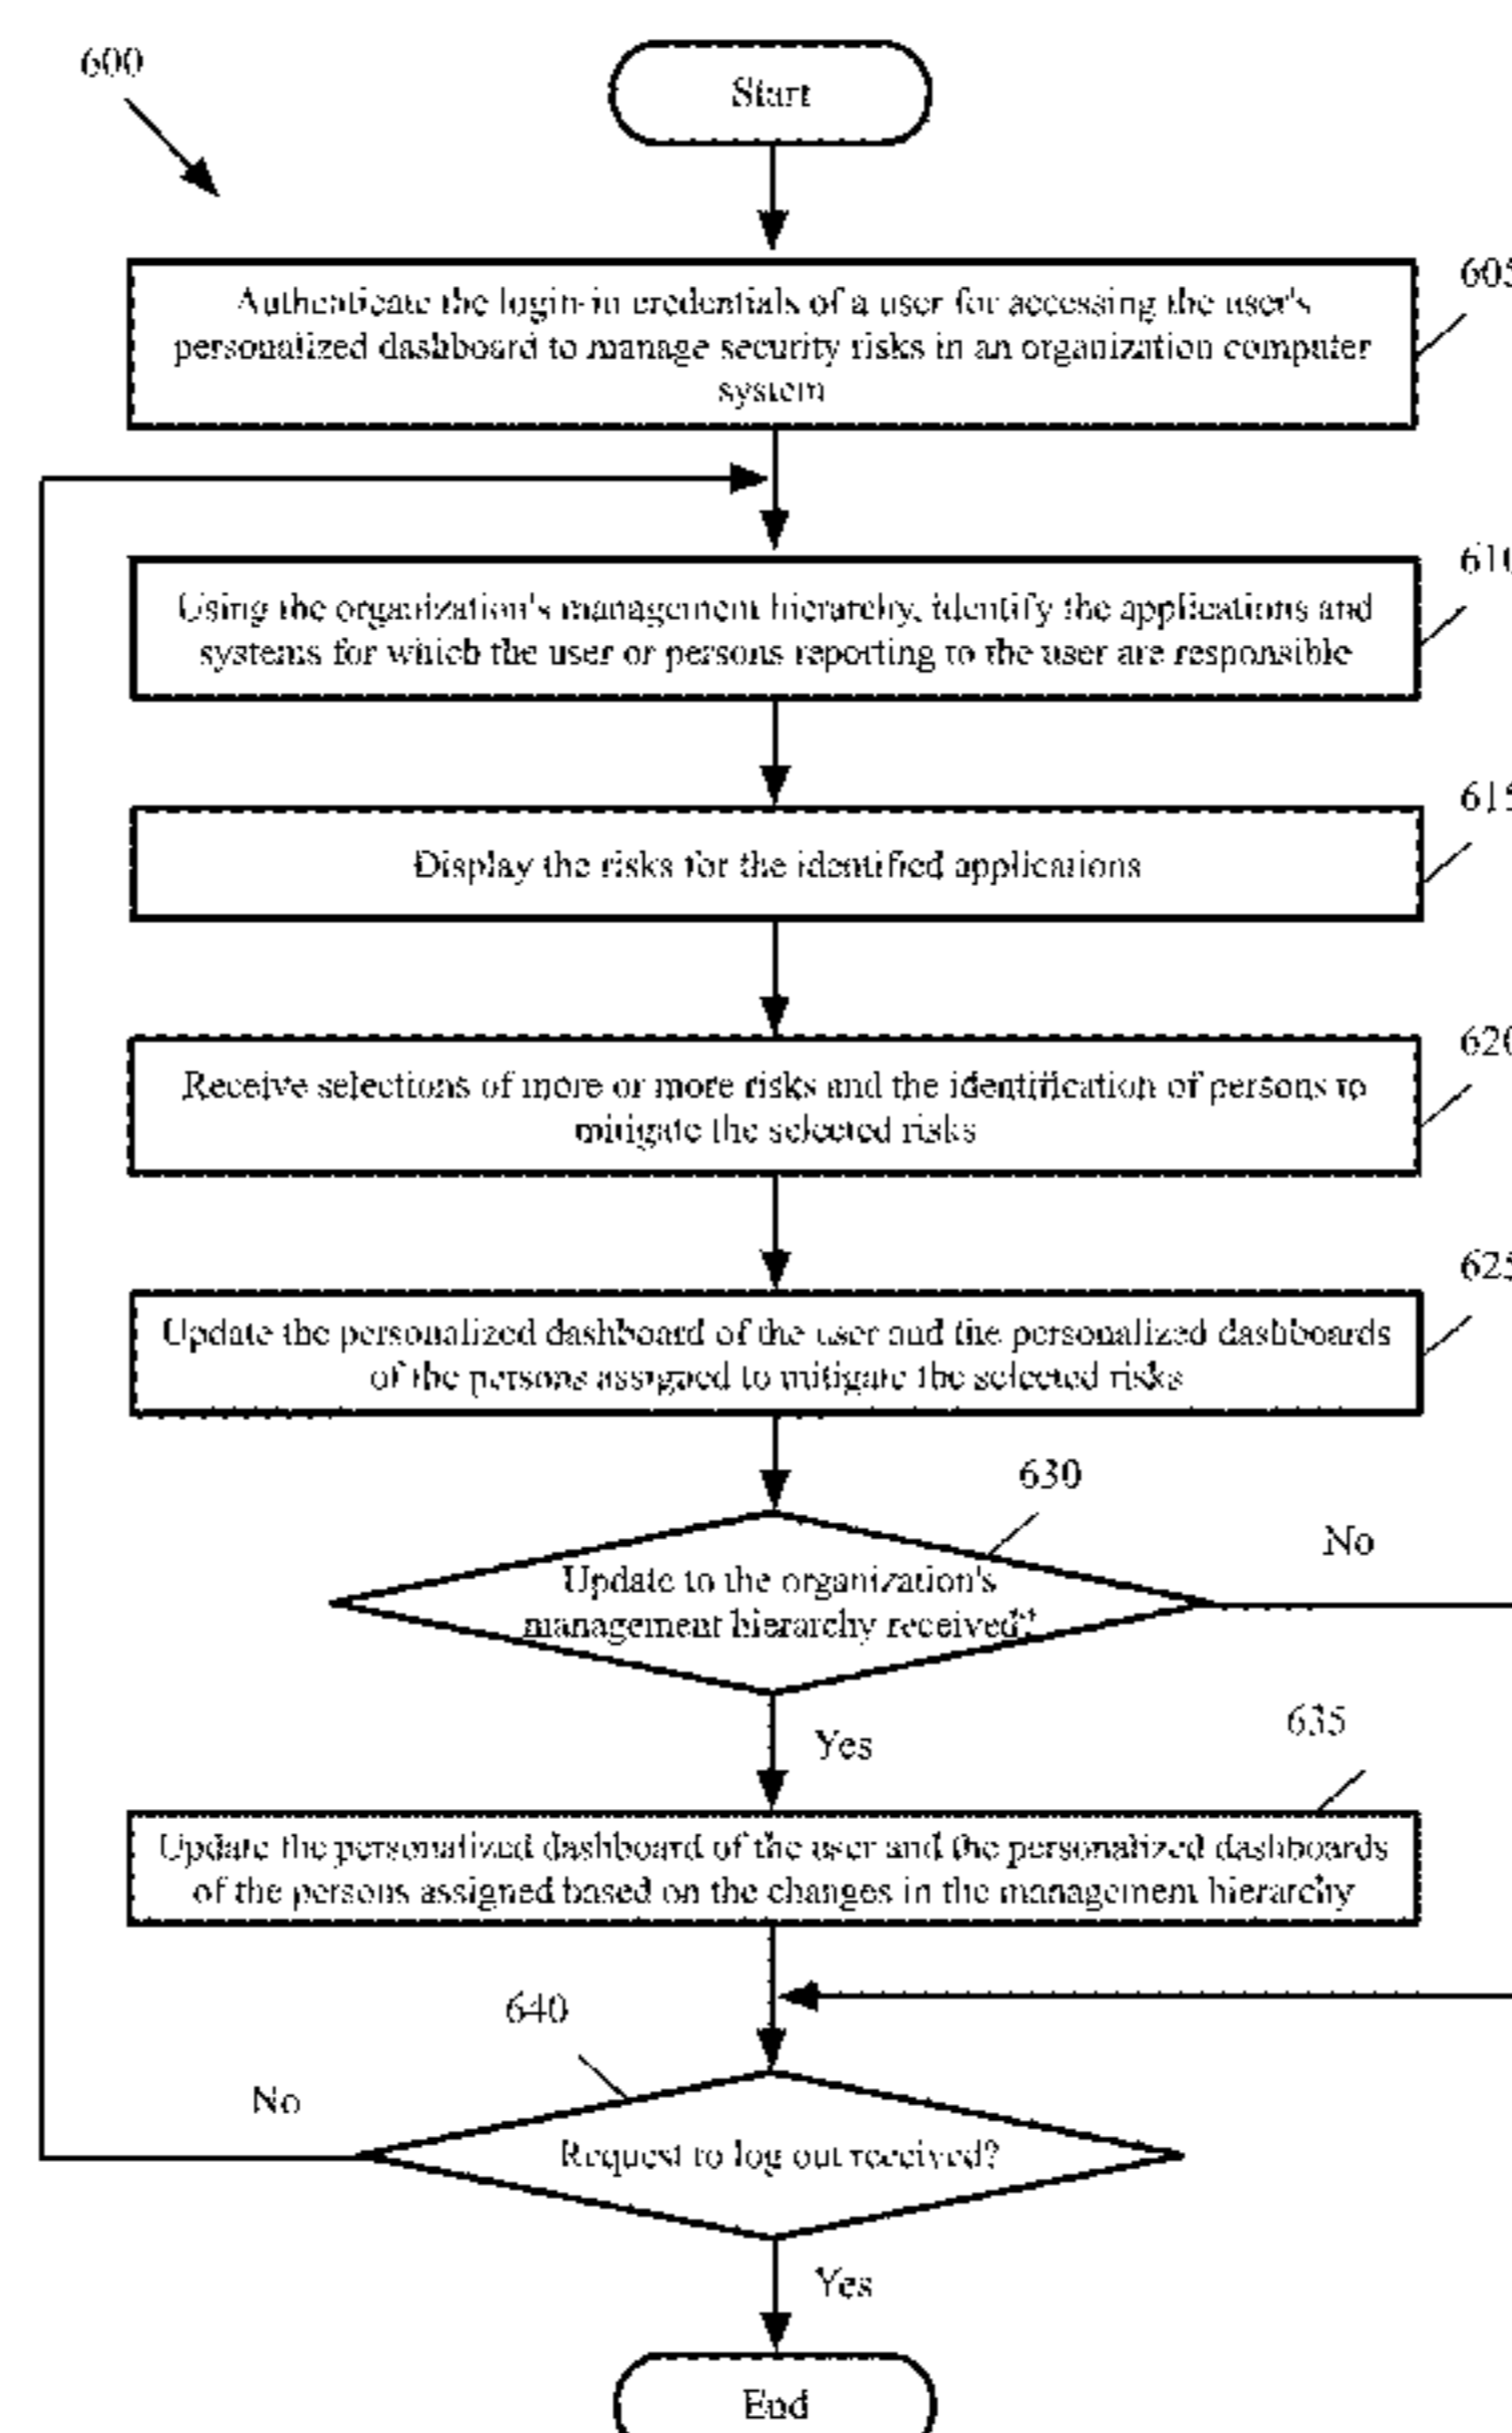 600
Start
605
Authenticate the login-in credentials of a user for accessing the user's
personalized dashboard to manage security risks in an organization computer
system
610
Using the organization's management hierarchy, identify the applications and
systems for which the user or persons reporting to the user are responsible
615
Display the risks for the identified applications
620
Receive selections of more or more risks and the identification of persons to
mitigate the selected risks
625
Update the personalized dashboard of the user and the personalized dashboards
of the persons assigned to mitigate the selected risks
630
No
Update to the organization's
management hierarchy received?
Yes
635
Update the personalized dashboard of the user and the personalized dashboards
of the persons assigned based on the changes in the management hierarchy
640
No
Request to log out received?
Yes
End